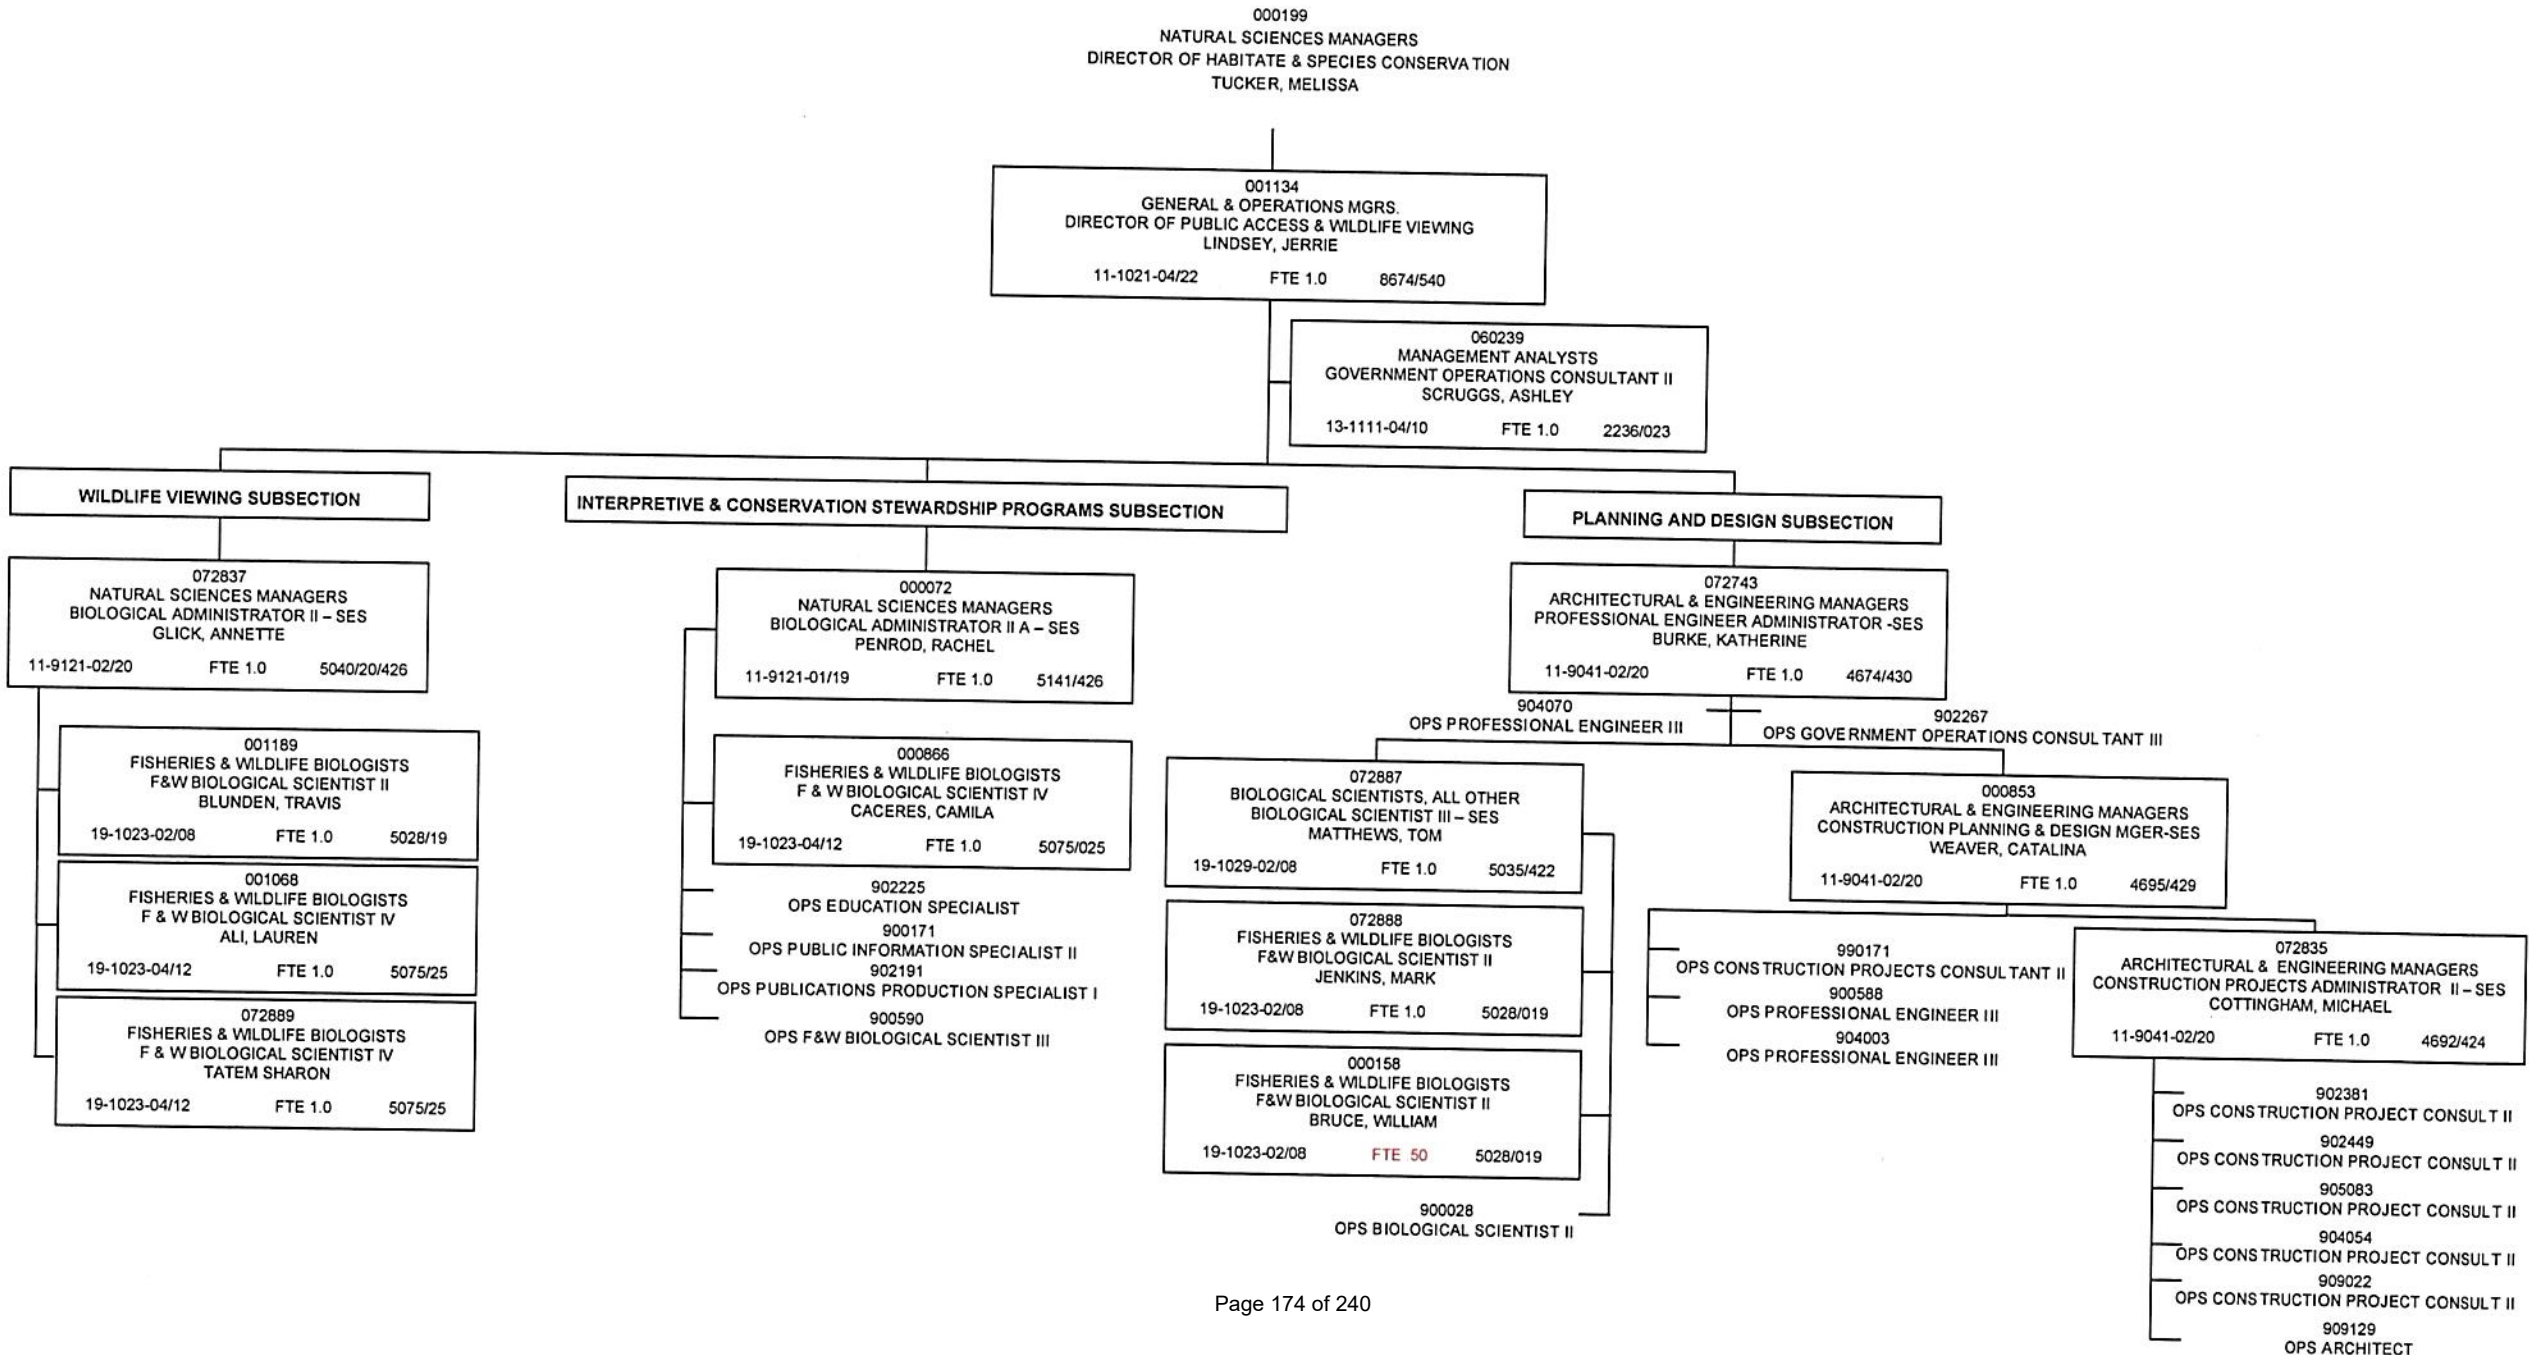 000199
NATURAL SCIENCES MANAGERS
DIRECTOR OF HABITATE & SPECIES CONSERVATION
TUCKER, MELISSA
001134
GENERAL & OPERATIONS MGRS.
DIRECTOR OF PUBLIC ACCESS & WILDLIFE VIEWING
LINDSEY, JERRIE
11-1021-04/22 FTE 1.0 8674/540
060239
MANAGEMENT ANALYSTS
GOVERNMENT OPERATIONS CONSULTANT II
SCRUGGS, ASHLEY
13-1111-04/10 FTE 1.0 2236/023
WILDLIFE VIEWING SUBSECTION
072837
NATURAL SCIENCES MANAGERS
BIOLOGICAL ADMINISTRATOR II – SES
GLICK, ANNETTE
11-9121-02/20 FTE 1.0 5040/20/426
001189
FISHERIES & WILDLIFE BIOLOGISTS
F&W BIOLOGICAL SCIENTIST II
BLUNDEN, TRAVIS
19-1023-02/08 FTE 1.0 5028/19
001068
FISHERIES & WILDLIFE BIOLOGISTS
F & W BIOLOGICAL SCIENTIST IV
ALI, LAUREN
19-1023-04/12 FTE 1.0 5075/25
072889
FISHERIES & WILDLIFE BIOLOGISTS
F & W BIOLOGICAL SCIENTIST IV
TATEM SHARON
19-1023-04/12 FTE 1.0 5075/25
INTERPRETIVE & CONSERVATION STEWARDSHIP PROGRAMS SUBSECTION
000072
NATURAL SCIENCES MANAGERS
BIOLOGICAL ADMINISTRATOR II A – SES
PENROD, RACHEL
11-9121-01/19 FTE 1.0 5141/426
000866
FISHERIES & WILDLIFE BIOLOGISTS
F & W BIOLOGICAL SCIENTIST IV
CACERES, CAMILA
19-1023-04/12 FTE 1.0 5075/025
902225
OPS EDUCATION SPECIALIST
900171
OPS PUBLIC INFORMATION SPECIALIST II
902191
OPS PUBLICATIONS PRODUCTION SPECIALIST I
900590
OPS F&W BIOLOGICAL SCIENTIST III
PLANNING AND DESIGN SUBSECTION
072743
ARCHITECTURAL & ENGINEERING MANAGERS
PROFESSIONAL ENGINEER ADMINISTRATOR -SES
BURKE, KATHERINE
11-9041-02/20 FTE 1.0 4674/430
904070
OPS PROFESSIONAL ENGINEER III
902267
OPS GOVERNMENT OPERATIONS CONSULTANT III
072887
BIOLOGICAL SCIENTISTS, ALL OTHER
BIOLOGICAL SCIENTIST III – SES
MATTHEWS, TOM
19-1029-02/08 FTE 1.0 5035/422
072888
FISHERIES & WILDLIFE BIOLOGISTS
F&W BIOLOGICAL SCIENTIST II
JENKINS, MARK
19-1023-02/08 FTE 1.0 5028/019
000158
FISHERIES & WILDLIFE BIOLOGISTS
F&W BIOLOGICAL SCIENTIST II
BRUCE, WILLIAM
19-1023-02/08 FTE .50 5028/019
900028
OPS BIOLOGICAL SCIENTIST II
000853
ARCHITECTURAL & ENGINEERING MANAGERS
CONSTRUCTION PLANNING & DESIGN MGER-SES
WEAVER, CATALINA
11-9041-02/20 FTE 1.0 4695/429
990171
OPS CONSTRUCTION PROJECTS CONSULTANT II
900588
OPS PROFESSIONAL ENGINEER III
904003
OPS PROFESSIONAL ENGINEER III
072835
ARCHITECTURAL & ENGINEERING MANAGERS
CONSTRUCTION PROJECTS ADMINISTRATOR II – SES
COTTINGHAM, MICHAEL
11-9041-02/20 FTE 1.0 4692/424
902381
OPS CONSTRUCTION PROJECT CONSULT II
902449
OPS CONSTRUCTION PROJECT CONSULT II
905083
OPS CONSTRUCTION PROJECT CONSULT II
904054
OPS CONSTRUCTION PROJECT CONSULT II
909022
OPS CONSTRUCTION PROJECT CONSULT II
909129
OPS ARCHITECT
Page 174 of 240